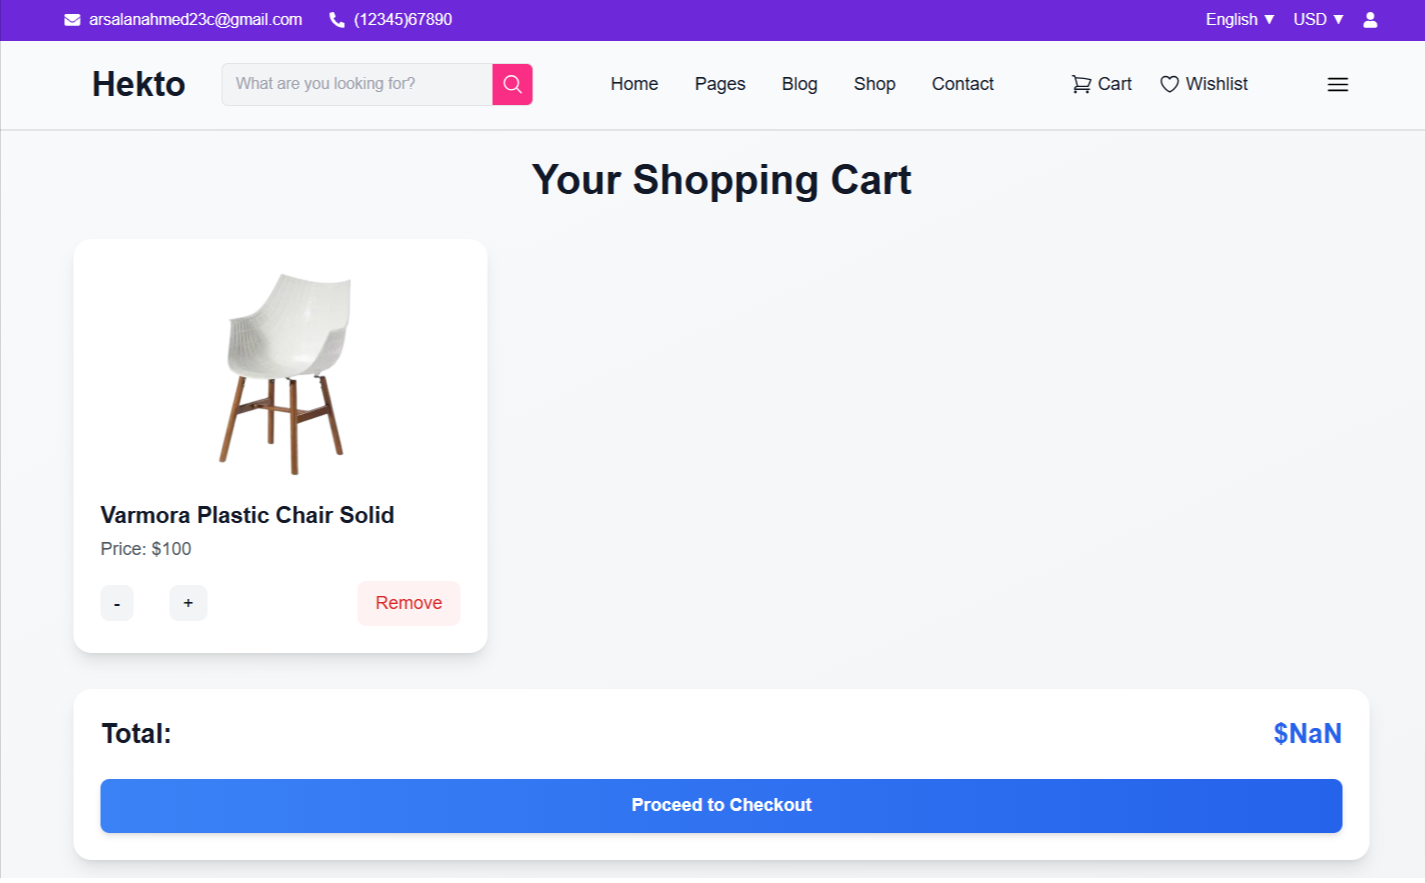 arsalanahmed23c@gmail.com (12345)67890 English ▼ USD ▼
Hekto What are you looking for? Home Pages Blog Shop Contact Cart Wishlist
Your Shopping Cart
Varmora Plastic Chair Solid
Price: $100
- + Remove
Total: $NaN
Proceed to Checkout